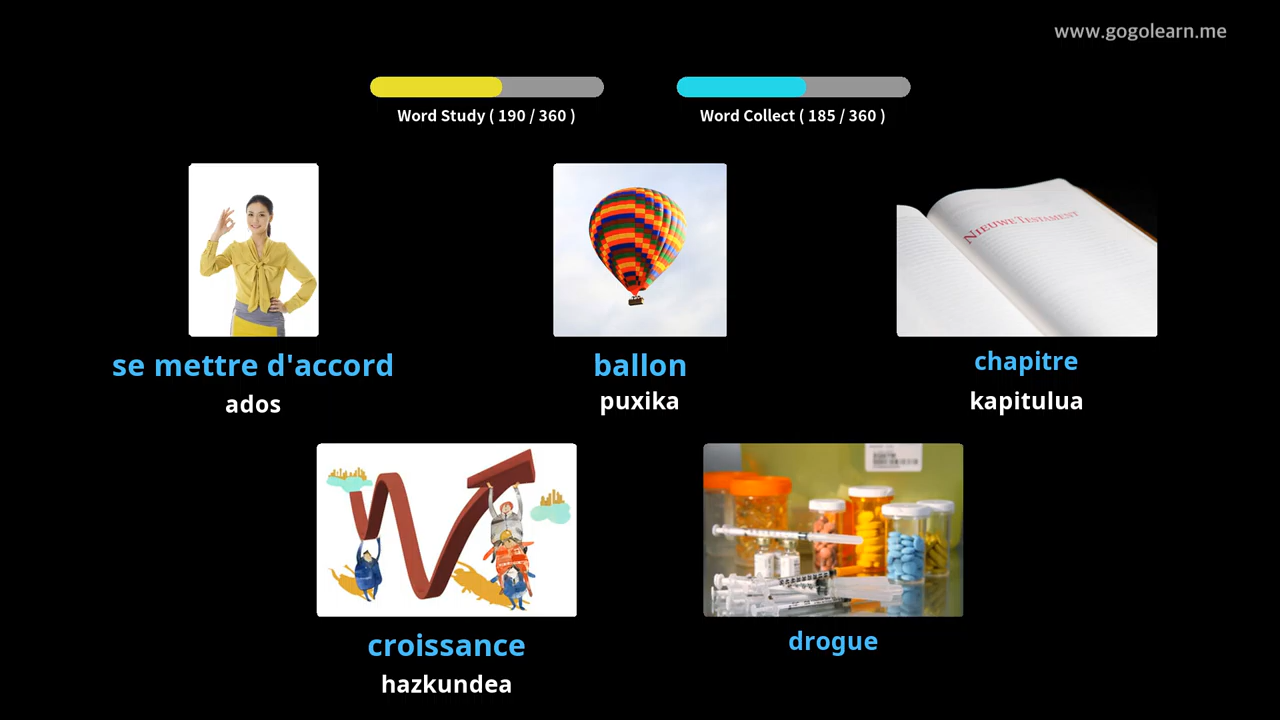 www.gogolearn.me
Word Study ( 190 / 360 )
Word Collect ( 185 / 360 )
NIEUWE TESTAMENT
se mettre d'accord
ados
ballon
puxika
chapitre
kapitulua
croissance
hazkundea
drogue